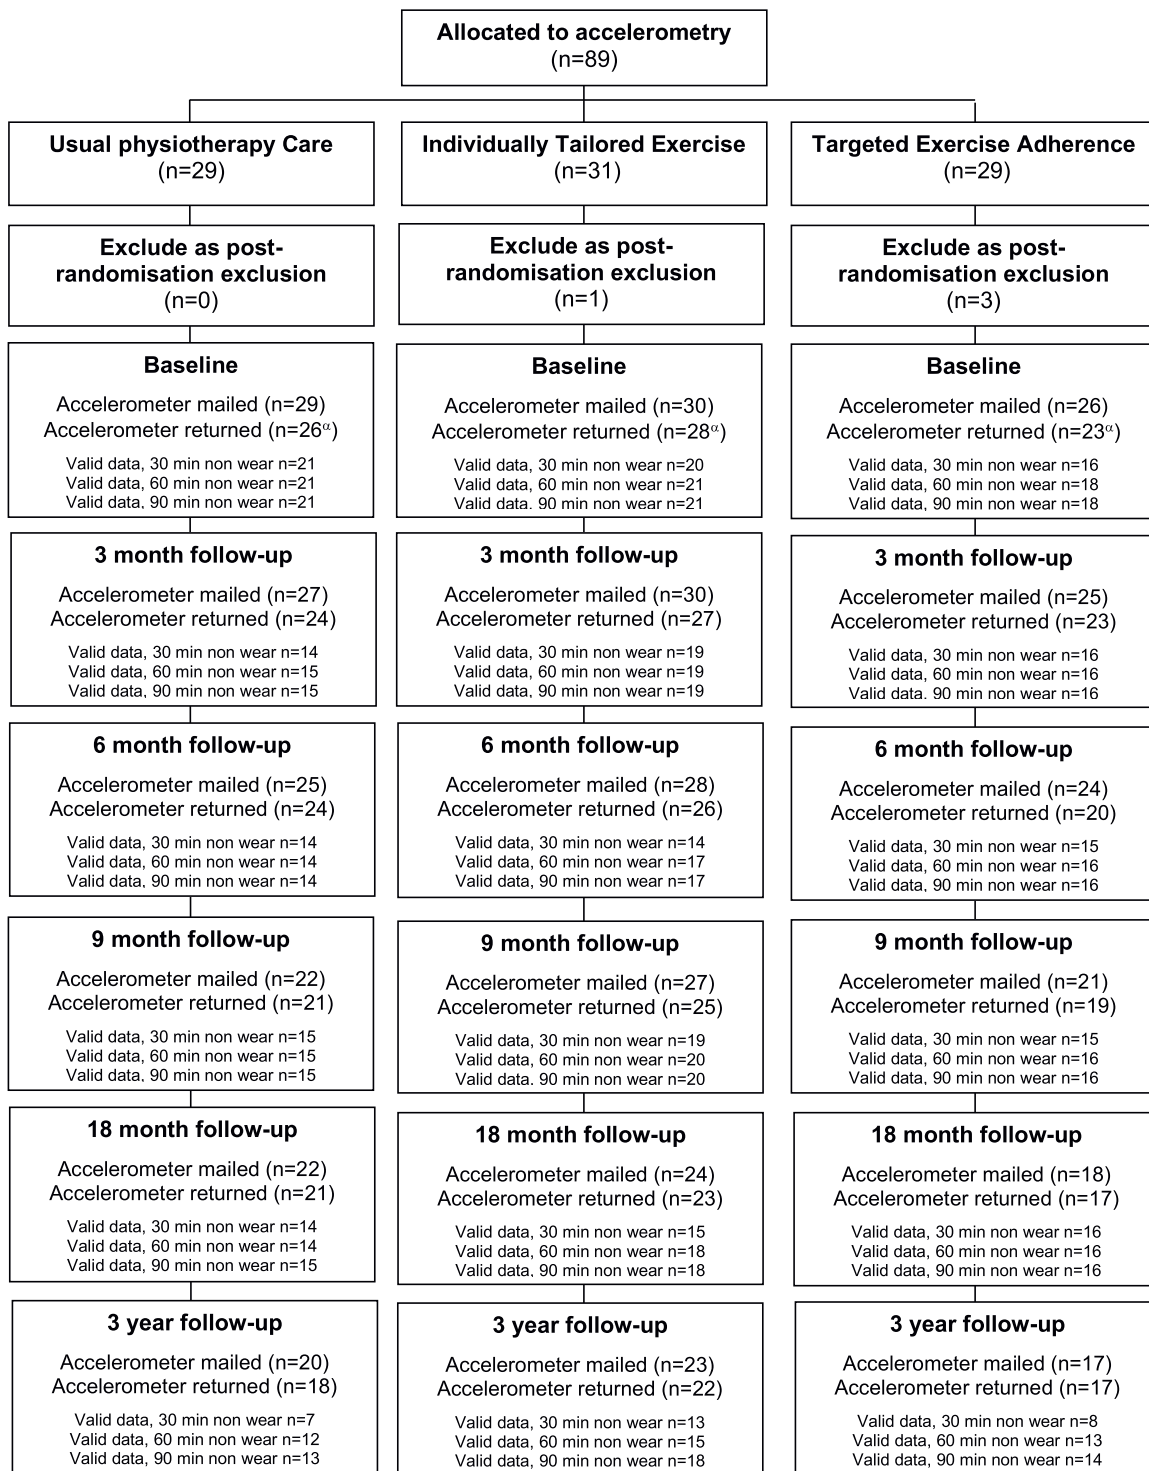 Allocated to accelerometry
(n=89)
Usual physiotherapy Care
(n=29)
Individually Tailored Exercise
(n=31)
Targeted Exercise Adherence
(n=29)
Exclude as post-
randomisation exclusion
(n=0)
Exclude as post-
randomisation exclusion
(n=1)
Exclude as post-
randomisation exclusion
(n=3)
Baseline
Accelerometer mailed (n=29)
Accelerometer returned (n=26α)
Valid data, 30 min non wear n=21
Valid data, 60 min non wear n=21
Valid data, 90 min non wear n=21
Baseline
Accelerometer mailed (n=30)
Accelerometer returned (n=28α)
Valid data, 30 min non wear n=20
Valid data, 60 min non wear n=21
Valid data, 90 min non wear n=21
Baseline
Accelerometer mailed (n=26)
Accelerometer returned (n=23α)
Valid data, 30 min non wear n=16
Valid data, 60 min non wear n=18
Valid data, 90 min non wear n=18
3 month follow-up
Accelerometer mailed (n=27)
Accelerometer returned (n=24)
Valid data, 30 min non wear n=14
Valid data, 60 min non wear n=15
Valid data, 90 min non wear n=15
3 month follow-up
Accelerometer mailed (n=30)
Accelerometer returned (n=27)
Valid data, 30 min non wear n=19
Valid data, 60 min non wear n=19
Valid data, 90 min non wear n=19
3 month follow-up
Accelerometer mailed (n=25)
Accelerometer returned (n=23)
Valid data, 30 min non wear n=16
Valid data, 60 min non wear n=16
Valid data, 90 min non wear n=16
6 month follow-up
Accelerometer mailed (n=25)
Accelerometer returned (n=24)
Valid data, 30 min non wear n=14
Valid data, 60 min non wear n=14
Valid data, 90 min non wear n=14
6 month follow-up
Accelerometer mailed (n=28)
Accelerometer returned (n=26)
Valid data, 30 min non wear n=14
Valid data, 60 min non wear n=17
Valid data, 90 min non wear n=17
6 month follow-up
Accelerometer mailed (n=24)
Accelerometer returned (n=20)
Valid data, 30 min non wear n=15
Valid data, 60 min non wear n=16
Valid data, 90 min non wear n=16
9 month follow-up
Accelerometer mailed (n=22)
Accelerometer returned (n=21)
Valid data, 30 min non wear n=15
Valid data, 60 min non wear n=15
Valid data, 90 min non wear n=15
9 month follow-up
Accelerometer mailed (n=27)
Accelerometer returned (n=25)
Valid data, 30 min non wear n=19
Valid data, 60 min non wear n=20
Valid data, 90 min non wear n=20
9 month follow-up
Accelerometer mailed (n=21)
Accelerometer returned (n=19)
Valid data, 30 min non wear n=15
Valid data, 60 min non wear n=16
Valid data, 90 min non wear n=16
18 month follow-up
Accelerometer mailed (n=22)
Accelerometer returned (n=21)
Valid data, 30 min non wear n=14
Valid data, 60 min non wear n=14
Valid data, 90 min non wear n=15
18 month follow-up
Accelerometer mailed (n=24)
Accelerometer returned (n=23)
Valid data, 30 min non wear n=15
Valid data, 60 min non wear n=18
Valid data, 90 min non wear n=18
18 month follow-up
Accelerometer mailed (n=18)
Accelerometer returned (n=17)
Valid data, 30 min non wear n=16
Valid data, 60 min non wear n=16
Valid data, 90 min non wear n=16
3 year follow-up
Accelerometer mailed (n=20)
Accelerometer returned (n=18)
Valid data, 30 min non wear n=7
Valid data, 60 min non wear n=12
Valid data, 90 min non wear n=13
3 year follow-up
Accelerometer mailed (n=23)
Accelerometer returned (n=22)
Valid data, 30 min non wear n=13
Valid data, 60 min non wear n=15
Valid data, 90 min non wear n=18
3 year follow-up
Accelerometer mailed (n=17)
Accelerometer returned (n=17)
Valid data, 30 min non wear n=8
Valid data, 60 min non wear n=13
Valid data, 90 min non wear n=14